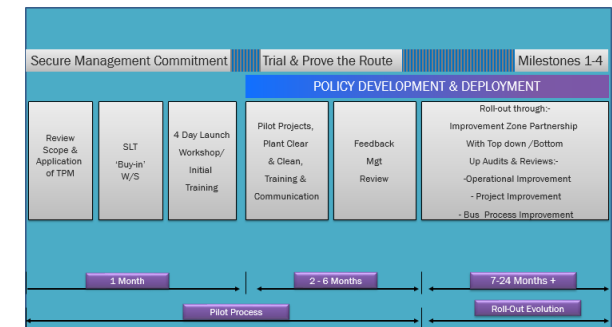 Secure Management Commitment
Trial & Prove the Route
Milestones 1-4
POLICY DEVELOPMENT & DEPLOYMENT
Review
Scope &
Application
of TPM
SLT
'Buy-in'
W/S
4 Day Launch
Workshop/
Initial
Training
Pilot Projects,
Plant Clear
& Clean,
Training &
Communication
Feedback
Mgt
Review
Roll-out through:-
Improvement Zone Partnership
With Top down /Bottom
Up Audits & Reviews:-
-Operational Improvement
- Project Improvement
- Bus  Process Improvement
1 Month
2 - 6 Months
7-24 Months +
Pilot Process
Roll-Out Evolution